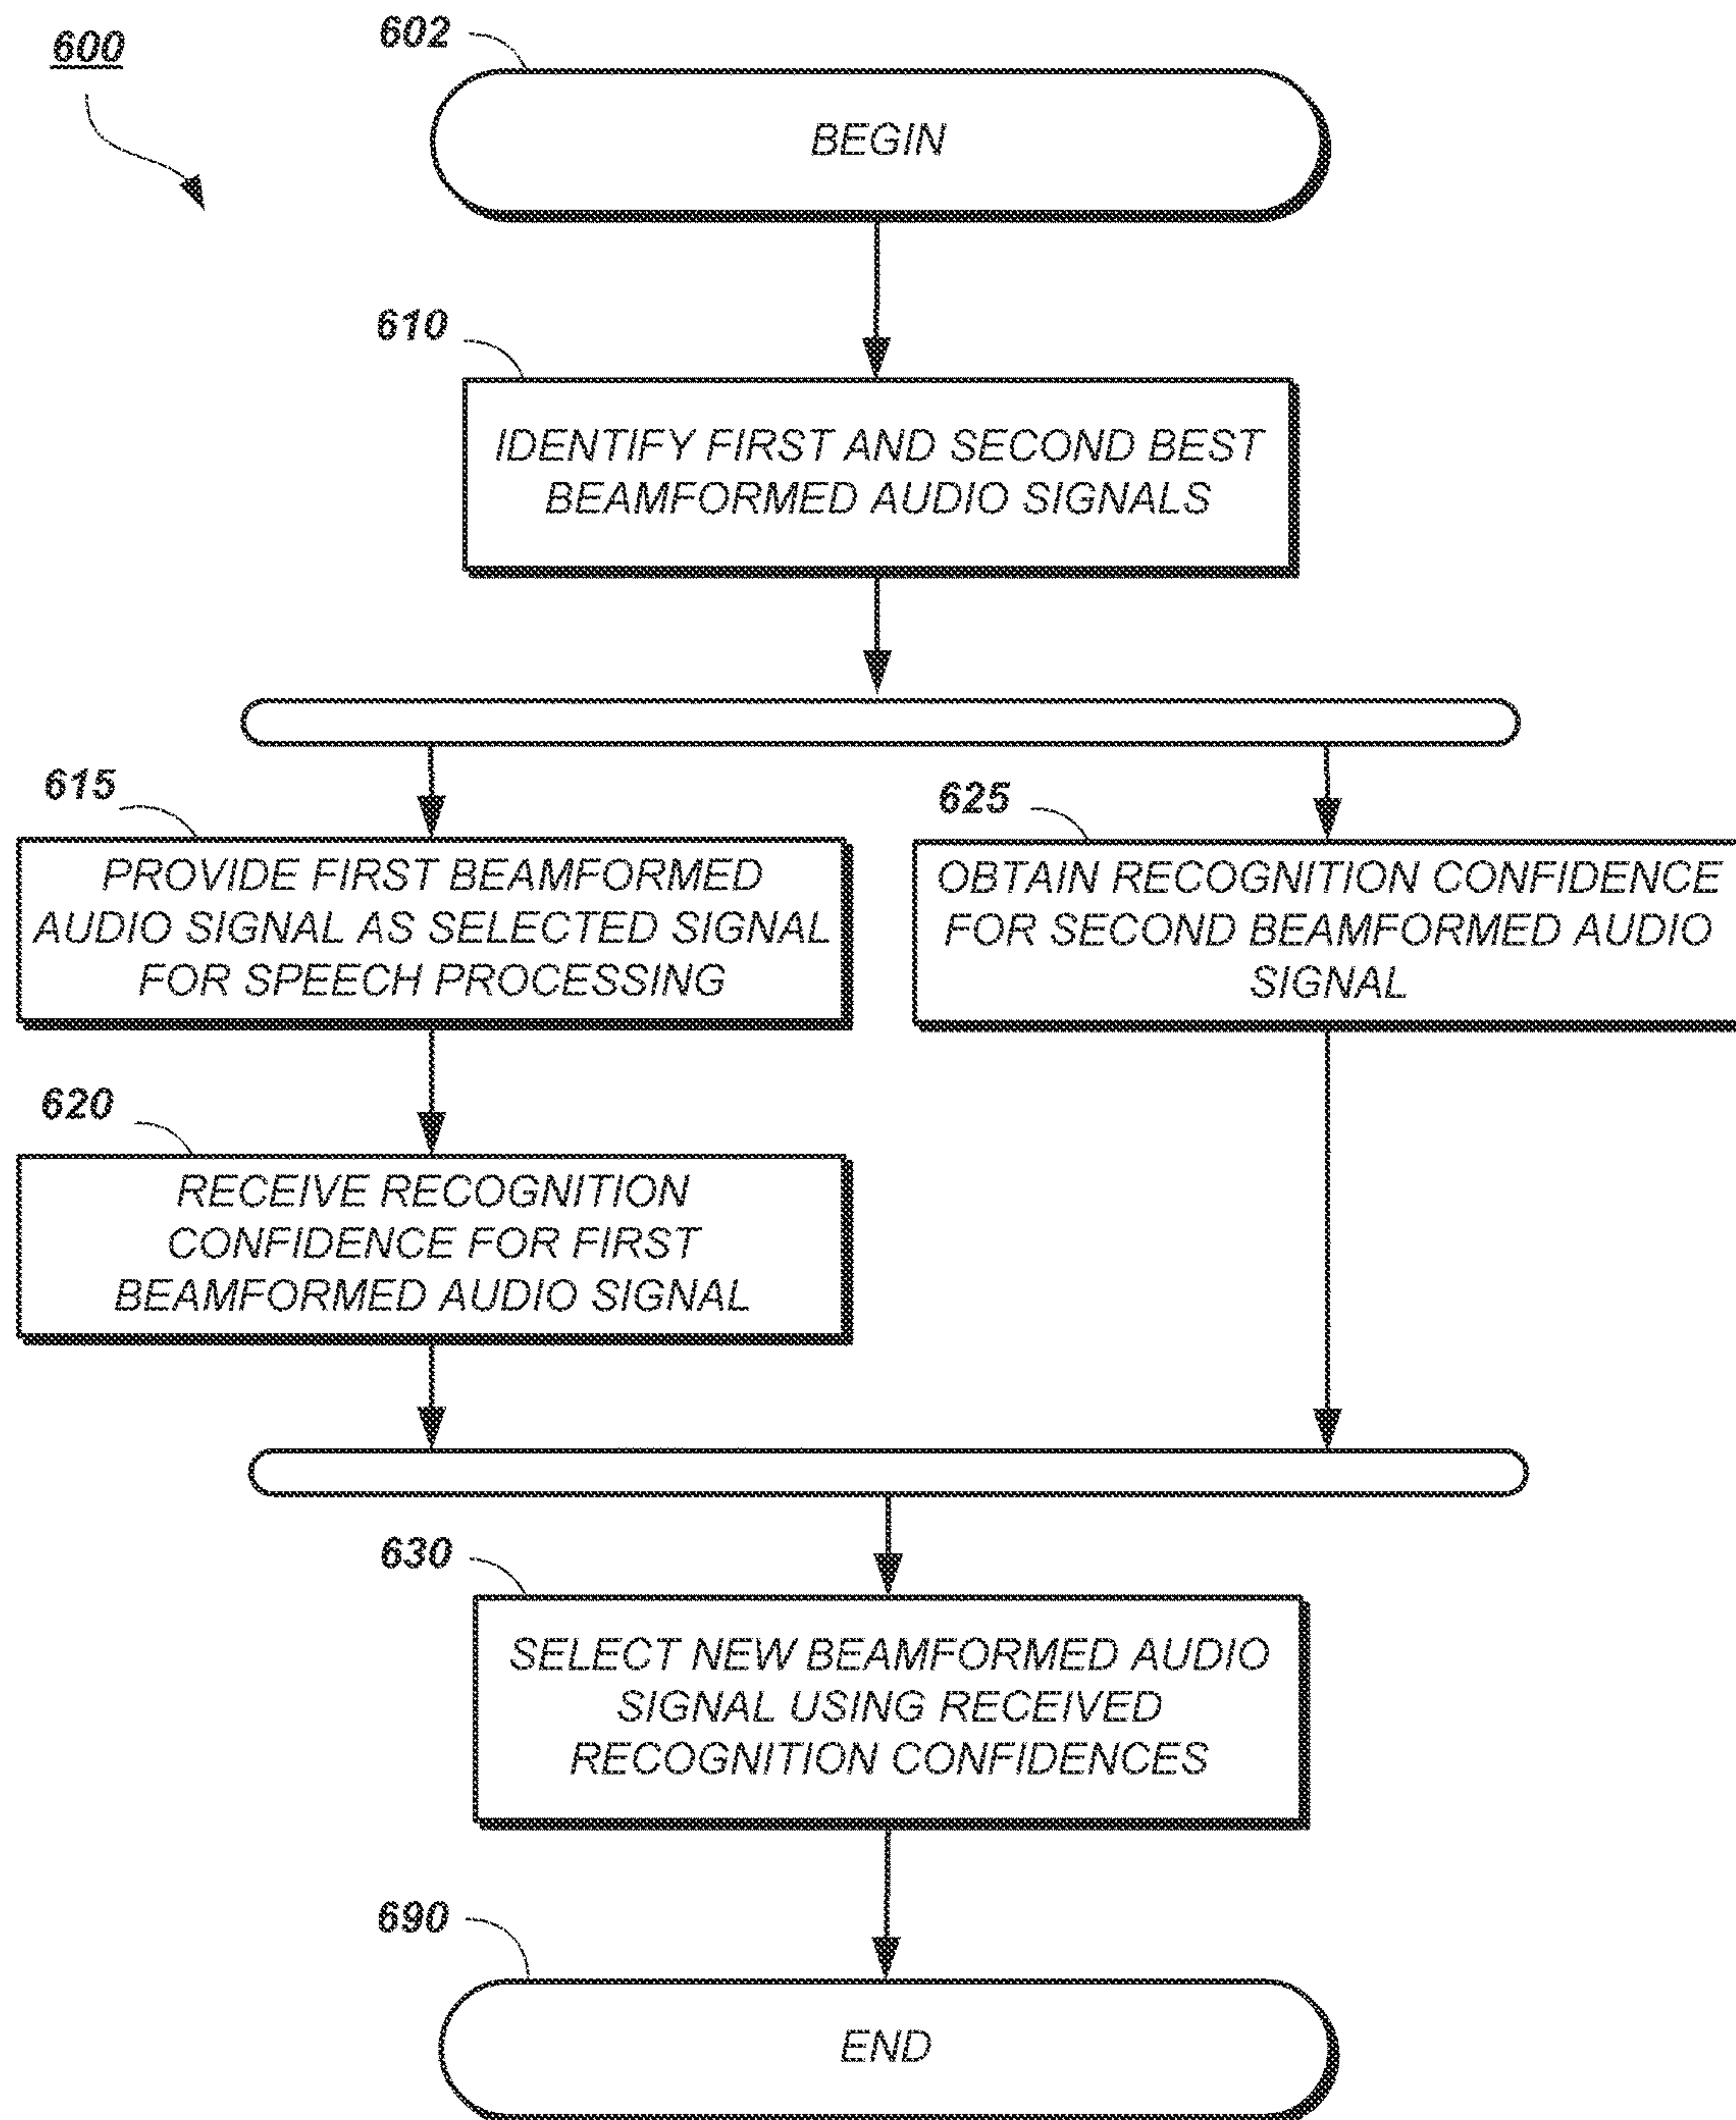 600
602
BEGIN
610
IDENTIFY FIRST AND SECOND BEST
BEAMFORMED AUDIO SIGNALS
615
PROVIDE FIRST BEAMFORMED
AUDIO SIGNAL AS SELECTED SIGNAL
FOR SPEECH PROCESSING
625
OBTAIN RECOGNITION CONFIDENCE
FOR SECOND BEAMFORMED AUDIO
SIGNAL
620
RECEIVE RECOGNITION
CONFIDENCE FOR FIRST
BEAMFORMED AUDIO SIGNAL
630
SELECT NEW BEAMFORMED AUDIO
SIGNAL USING RECEIVED
RECOGNITION CONFIDENCES
690
END